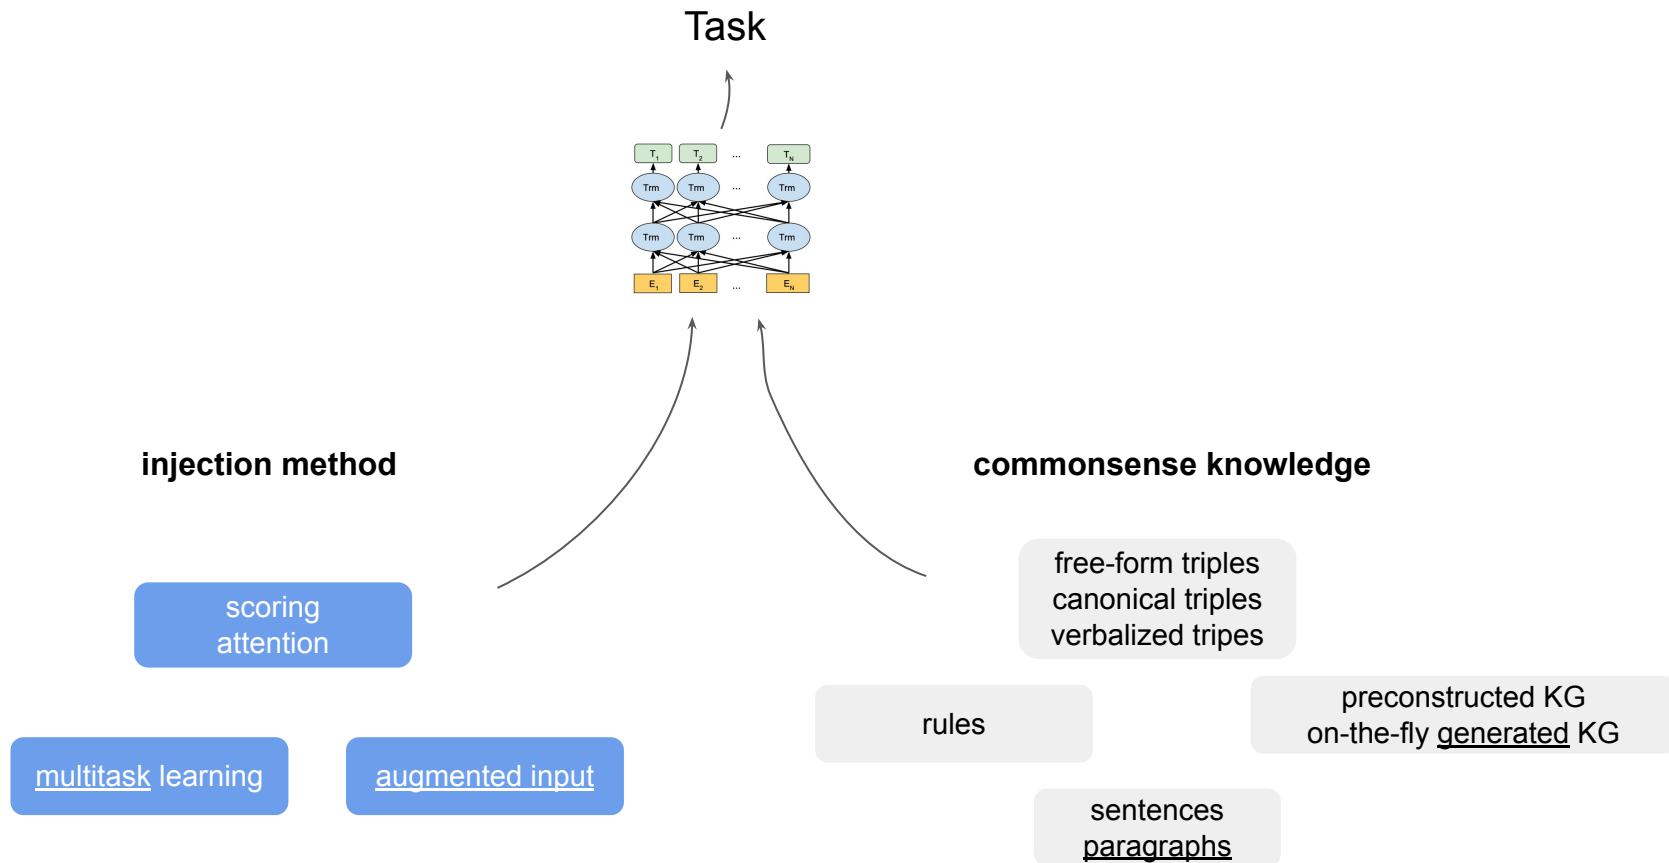 Task
T1 T2 ... TN
Trm Trm ... Trm
Trm Trm ... Trm
E1 E2 ... EN
injection method
commonsense knowledge
scoring
attention
multitask learning
augmented input
free-form triples
canonical triples
verbalized tripes
rules
preconstructed KG
on-the-fly generated KG
sentences
paragraphs